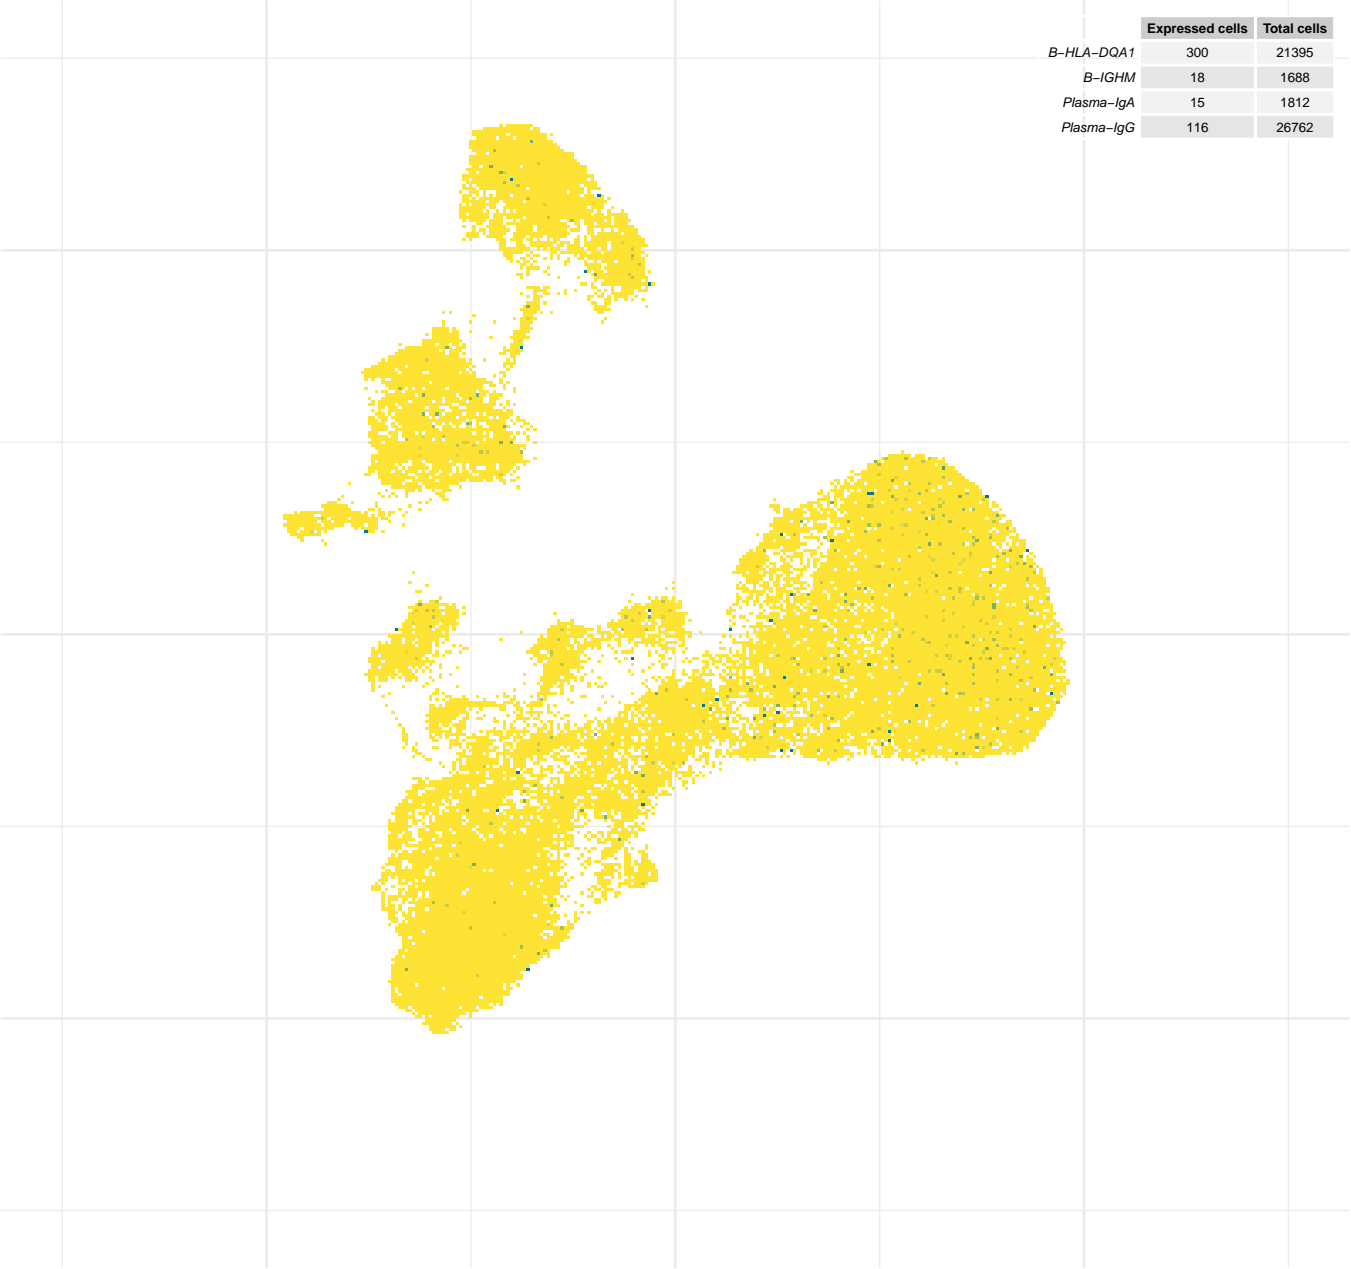 Expressed cells Total cells
B−HLA−DQA1 300 21395
B−IGHM 18 1688
Plasma−IgA 15 1812
Plasma−IgG 116 26762